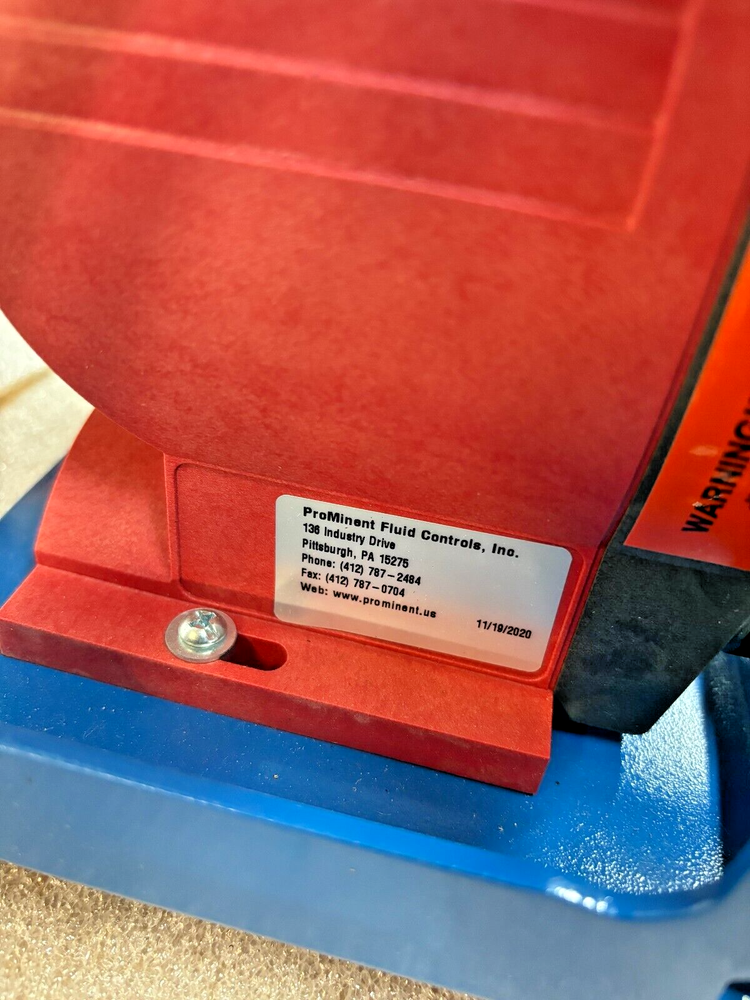 ProMinent Fluid Controls, Inc.
136 Industry Drive
Pittsburgh, PA 15275
Phone: (412) 787-2484
Fax: (412) 787-0704
Web: www.prominent.us
11/19/2020
WARNING